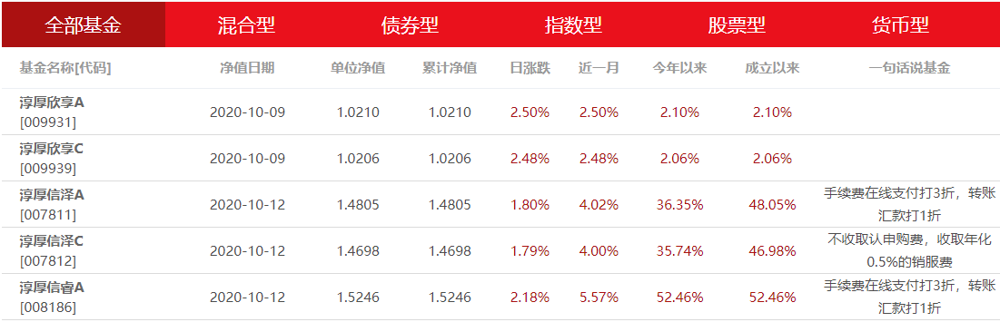 全部基金 混合型 债券型 指数型 股票型 货币型
基金名称[代码] 净值日期 单位净值 累计净值 日涨跌 近一月 今年以来 成立以来 一句话说基金
淳厚欣享A
[009931] 2020-10-09 1.0210 1.0210 2.50% 2.50% 2.10% 2.10%
淳厚欣享C
[009939] 2020-10-09 1.0206 1.0206 2.48% 2.48% 2.06% 2.06%
淳厚信泽A
[007811] 2020-10-12 1.4805 1.4805 1.80% 4.02% 36.35% 48.05% 手续费在线支付打3折，转账
汇款打1折
淳厚信泽C
[007812] 2020-10-12 1.4698 1.4698 1.79% 4.00% 35.74% 46.98% 不收取认申购费，收取年化
0.5%的销服费
淳厚信睿A
[008186] 2020-10-12 1.5246 1.5246 2.18% 5.57% 52.46% 52.46% 手续费在线支付打3折，转账
汇款打1折